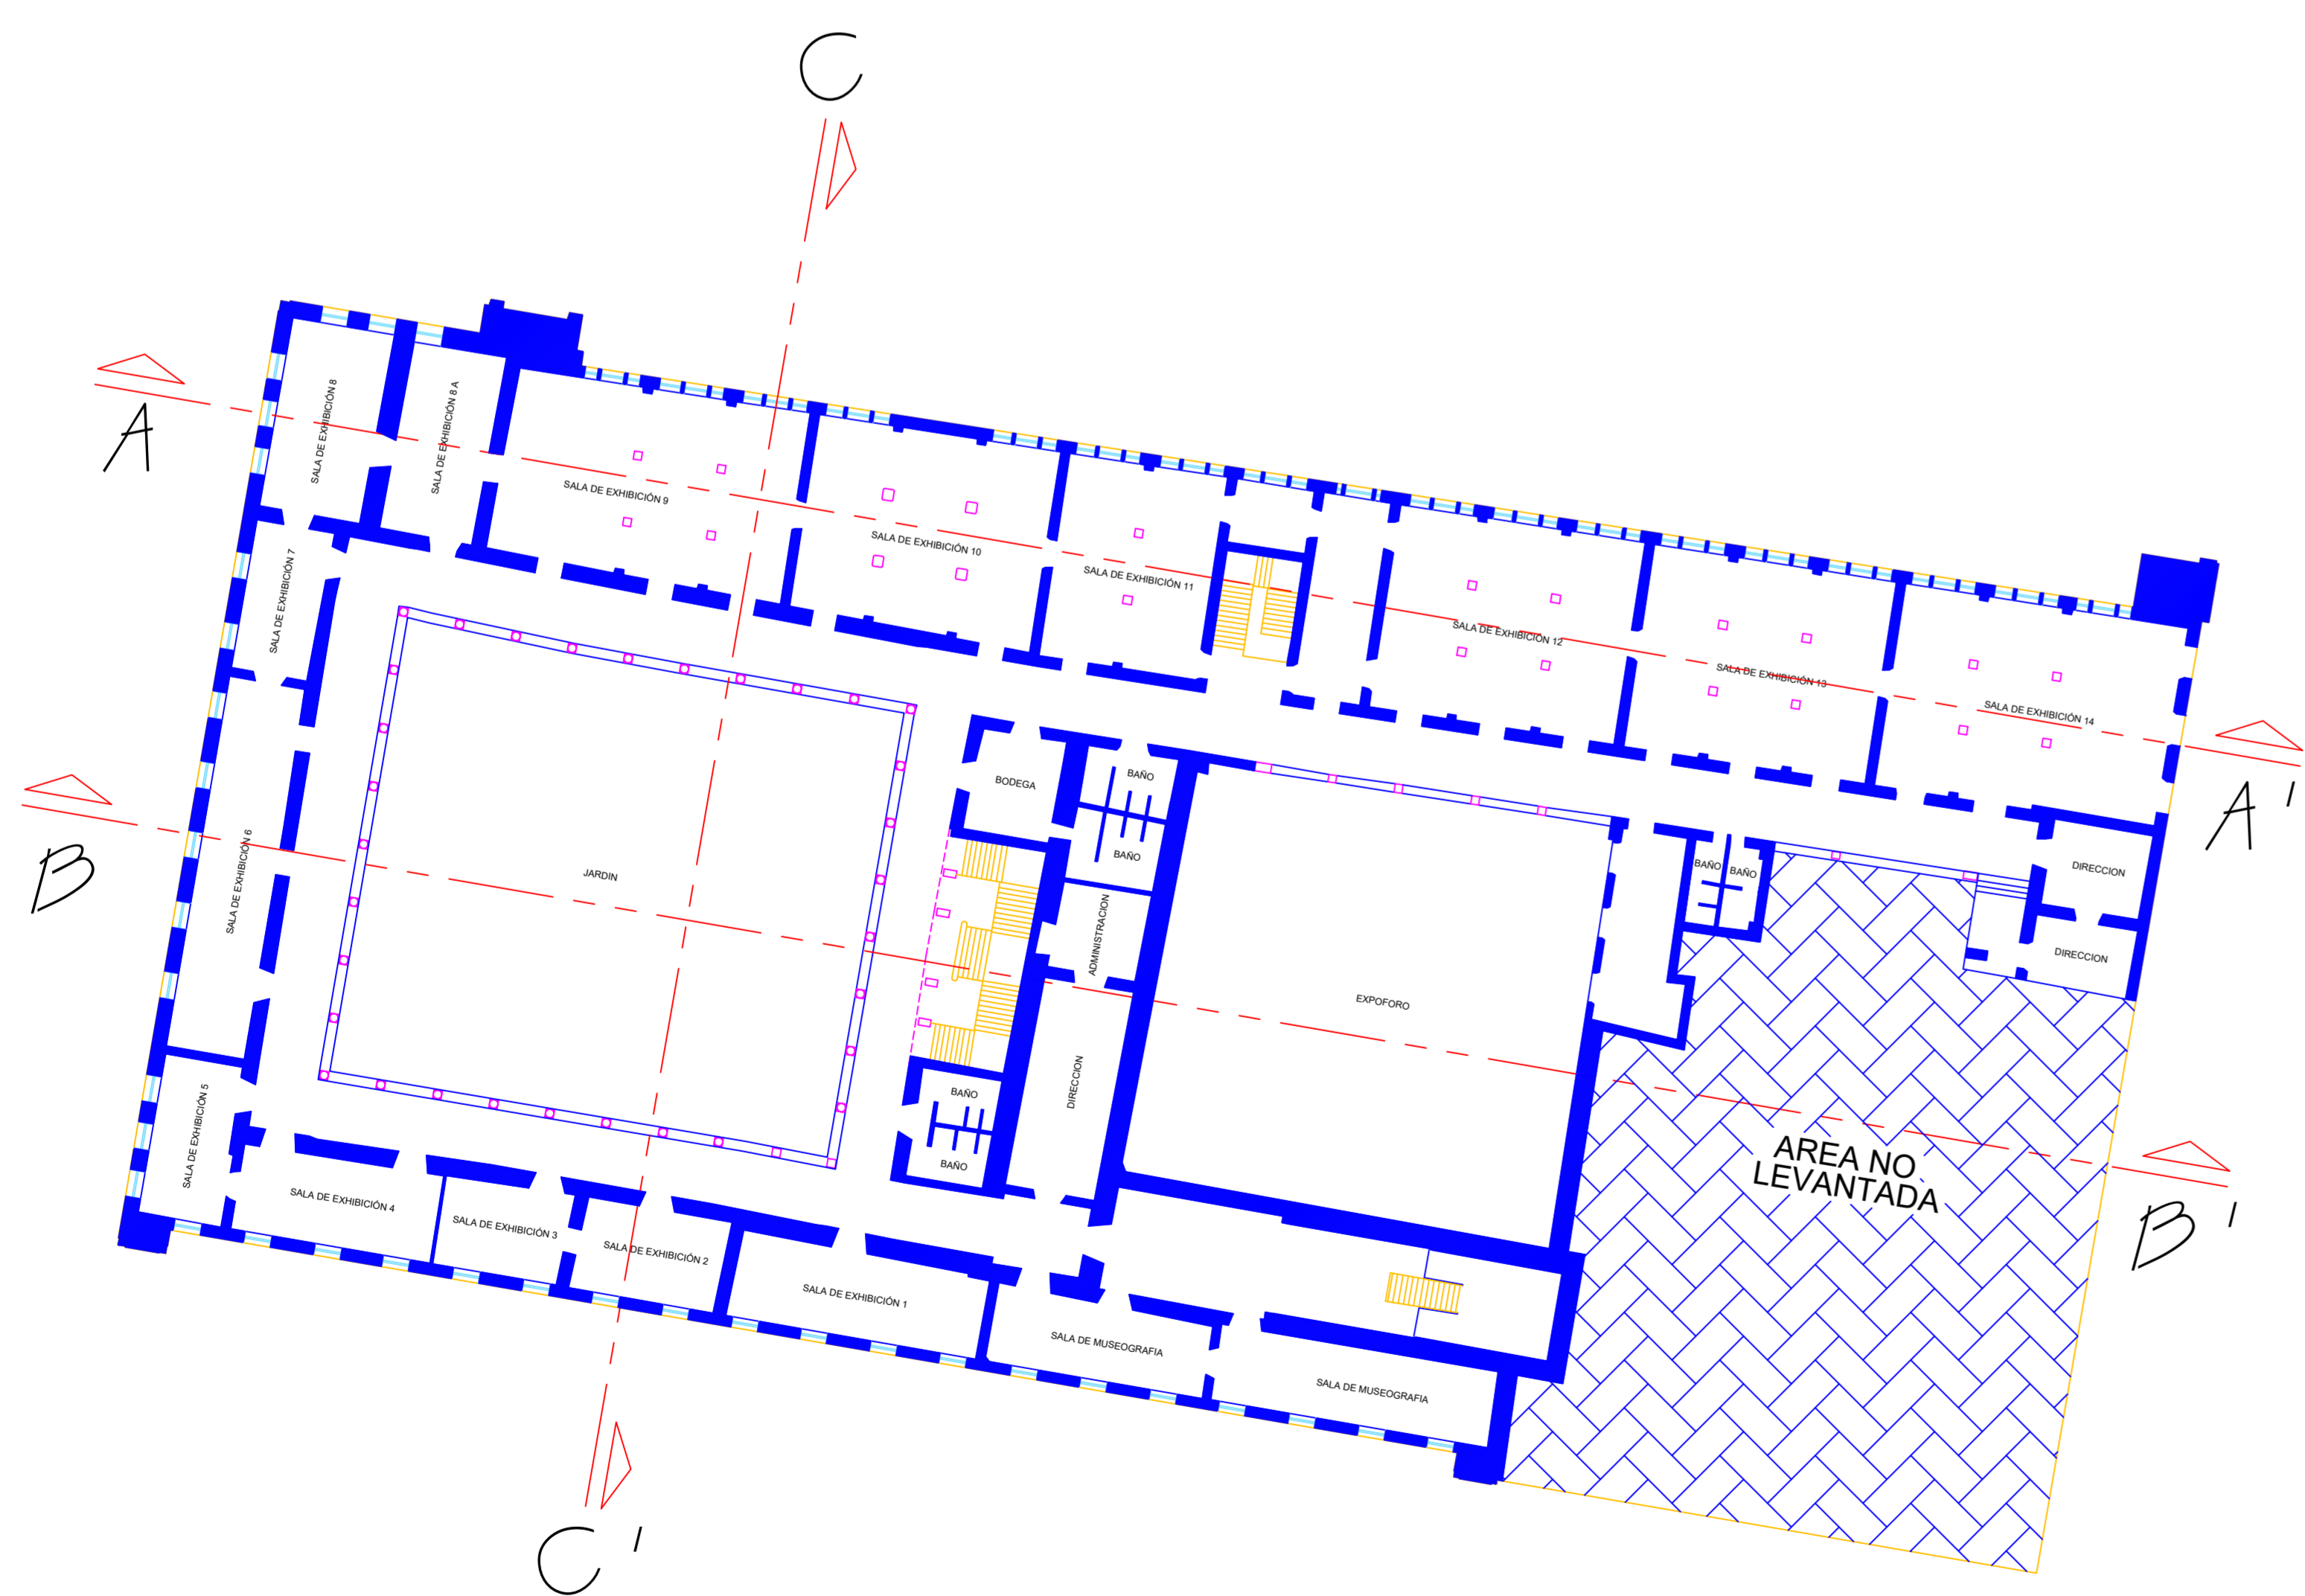 C
A
SALA DE EXHIBICIÓN 8
SALA DE EXHIBICIÓN 8 A
SALA DE EXHIBICIÓN 9
SALA DE EXHIBICIÓN 10
SALA DE EXHIBICIÓN 11
SALA DE EXHIBICIÓN 12
SALA DE EXHIBICIÓN 13
SALA DE EXHIBICIÓN 14
A '
SALA DE EXHIBICIÓN 7
BODEGA
BAÑO
BAÑO
BAÑO
BAÑO
DIRECCION
DIRECCION
B
SALA DE EXHIBICIÓN 6
JARDIN
ADMINISTRACION
EXPOFORO
DIRECCION
BAÑO
BAÑO
AREA NO
LEVANTADA
B '
SALA DE EXHIBICIÓN 5
SALA DE EXHIBICIÓN 4
SALA DE EXHIBICIÓN 3
SALA DE EXHIBICIÓN 2
SALA DE EXHIBICIÓN 1
SALA DE MUSEOGRAFIA
SALA DE MUSEOGRAFIA
C '